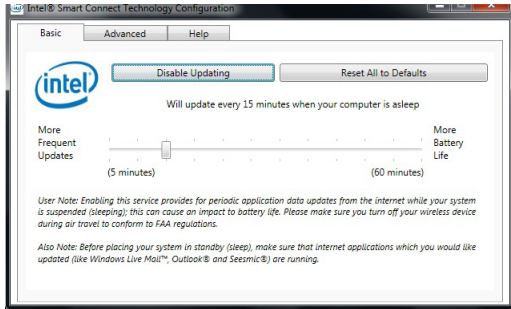 Intel® Smart Connect Technology Configuration
Basic Advanced Help
intel
Disable Updating Reset All to Defaults
Will update every 15 minutes when your computer is asleep
More
Frequent
Updates
More
Battery
Life
(5 minutes) (60 minutes)
User Note: Enabling this service provides for periodic application data updates from the internet while your system
is suspended (sleeping); this can cause an impact to battery life. Please make sure you turn off your wireless device
during air travel to conform to FAA regulations.
Also Note: Before placing your system in standby (sleep), make sure that internet applications which you would like
updated (like Windows Live Mail™, Outlook® and Seesmic®) are running.